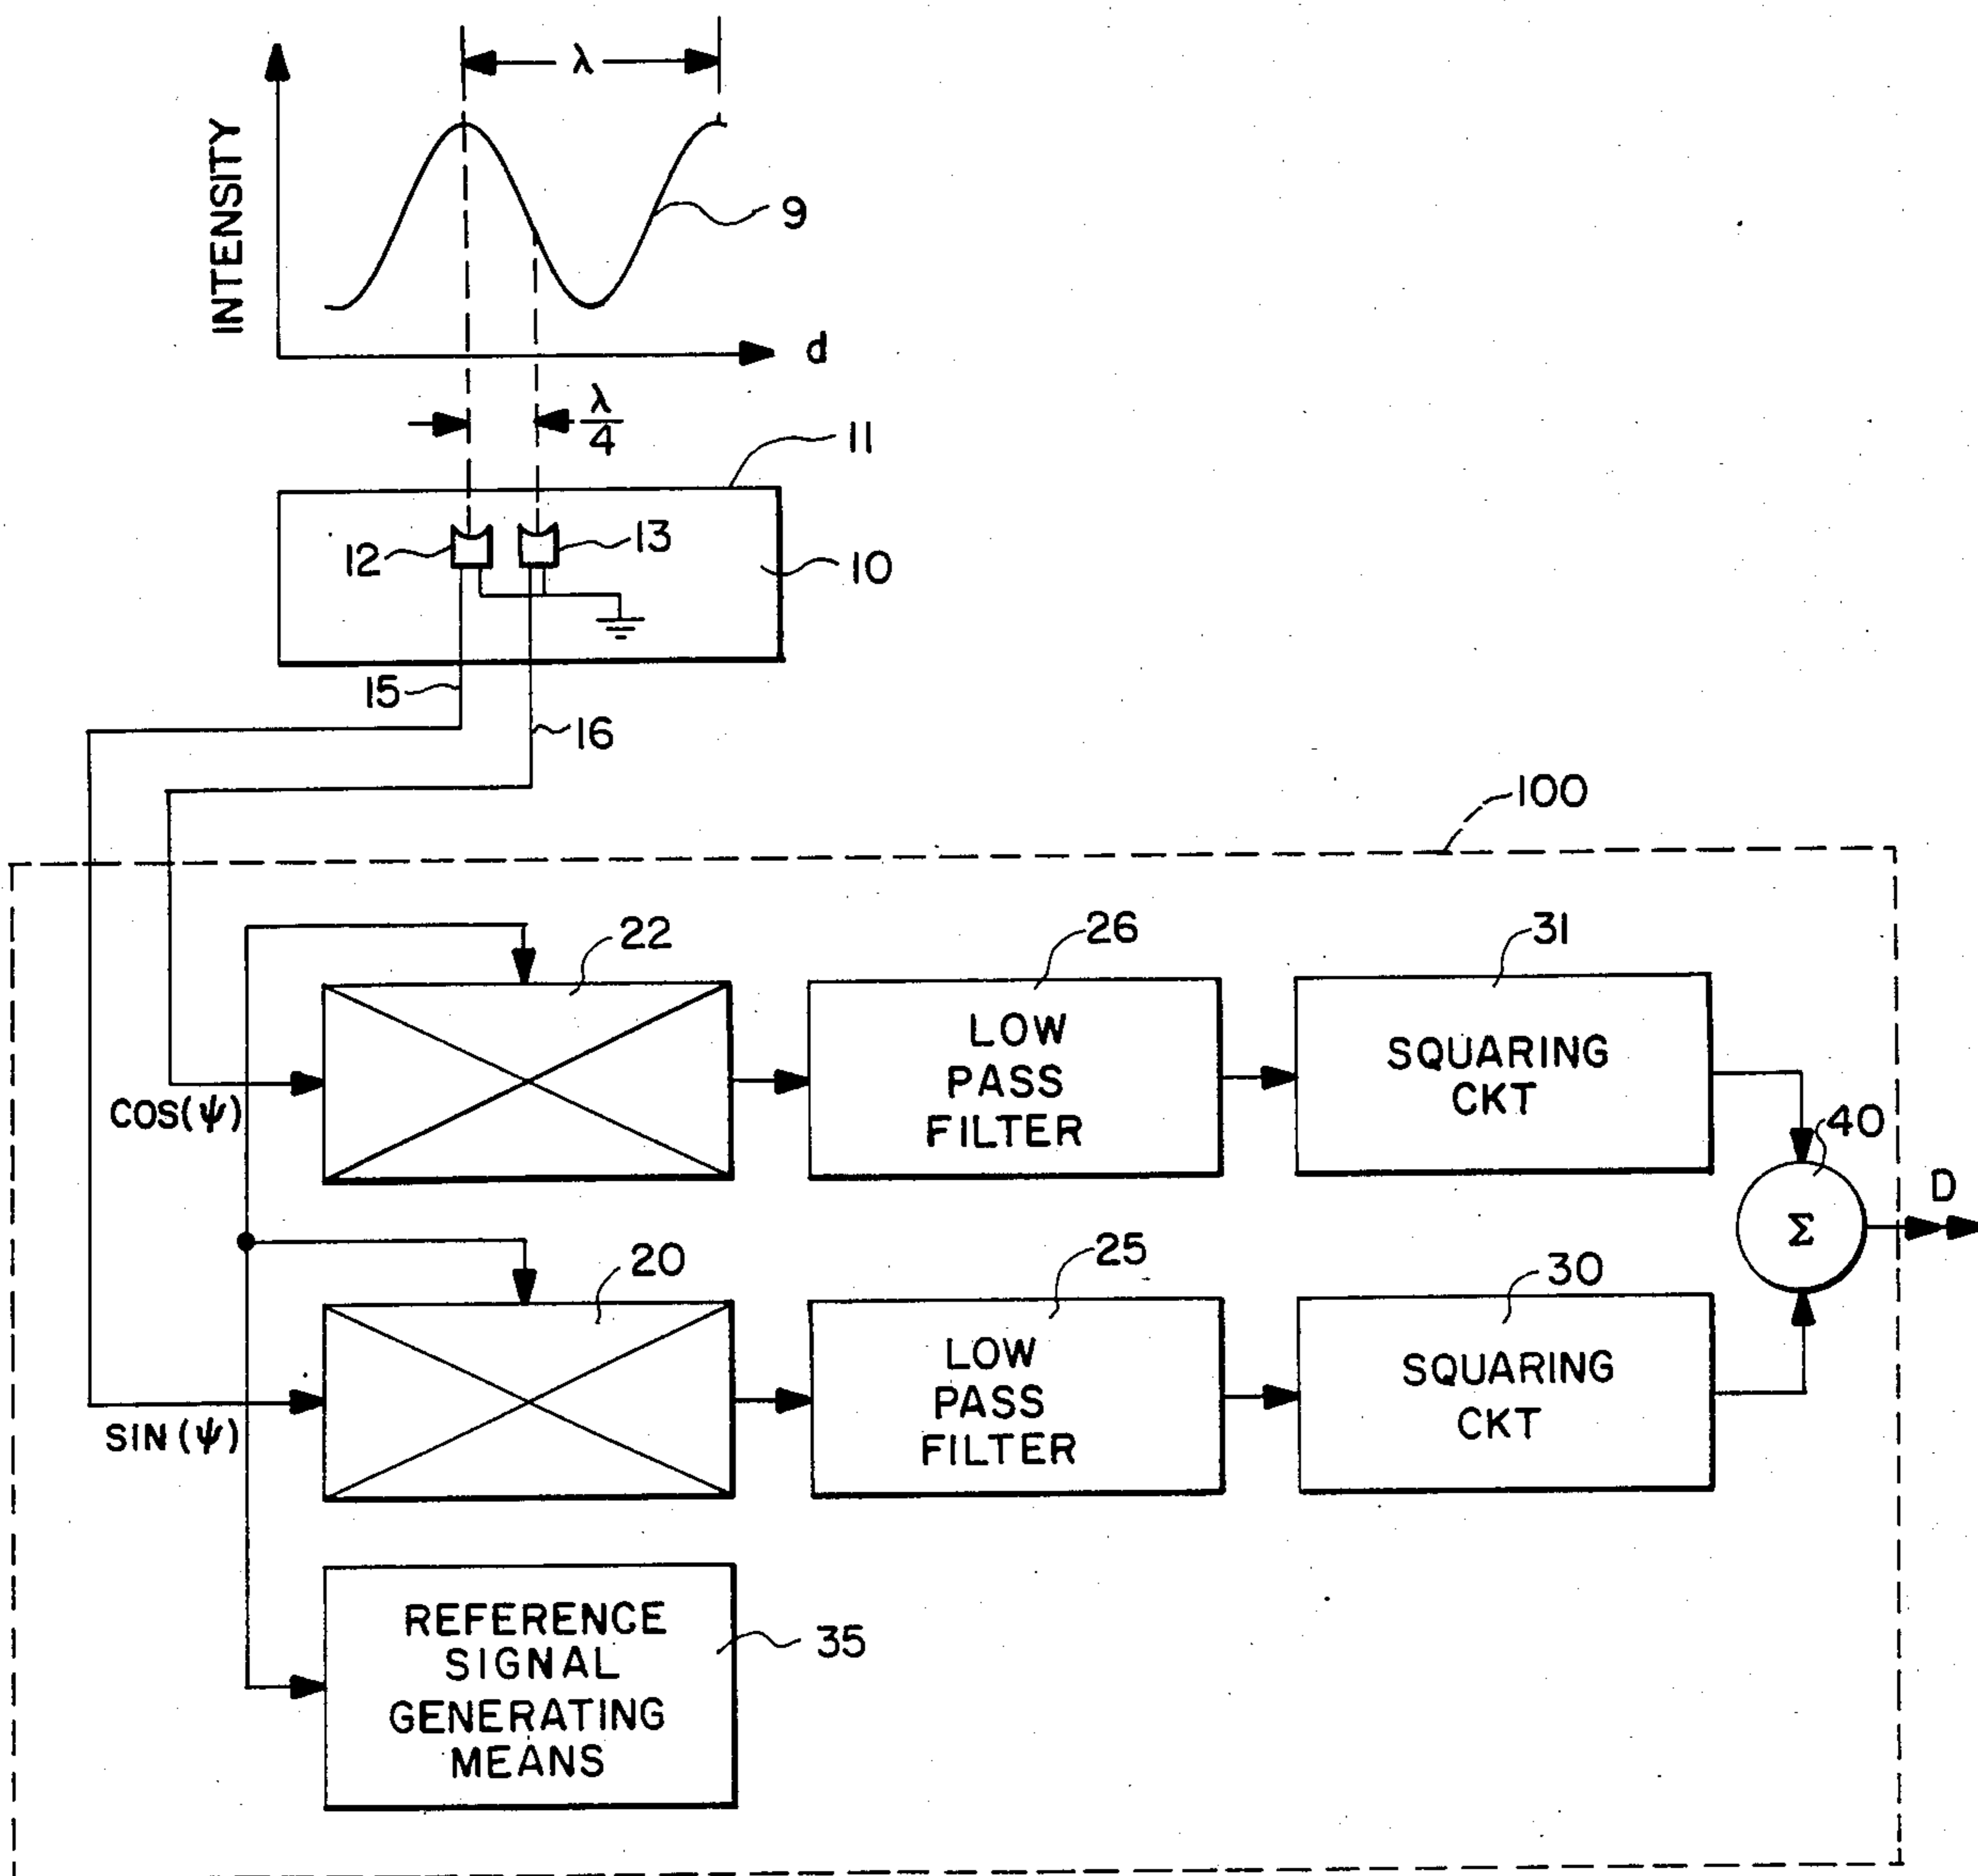 λ
INTENSITY
9
d
λ
4
11
12
13
10
15
16
100
22
26
31
LOW
PASS
FILTER
SQUARING
CKT
COS(ψ)
40
D
Σ
20
25
30
LOW
PASS
FILTER
SQUARING
CKT
SIN(ψ)
REFERENCE
SIGNAL
GENERATING
MEANS
35